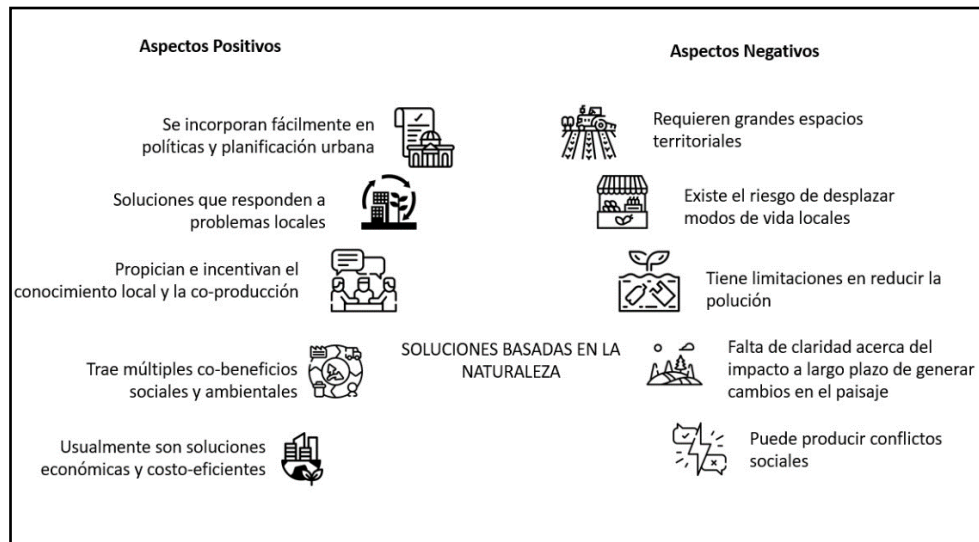 Aspectos Positivos
Se incorporan fácilmente en
políticas y planificación urbana
Soluciones que responden a
problemas locales
Propician e incentivan el
conocimiento local y la co-producción
Trae múltiples co-beneficios
sociales y ambientales
Usualmente son soluciones
económicas y costo-eficientes
SOLUCIONES BASADAS EN LA
NATURALEZA
Aspectos Negativos
Requieren grandes espacios
territoriales
Existe el riesgo de desplazar
modos de vida locales
Tiene limitaciones en reducir la
polución
Falta de claridad acerca del
impacto a largo plazo de generar
cambios en el paisaje
Puede producir conflictos
sociales